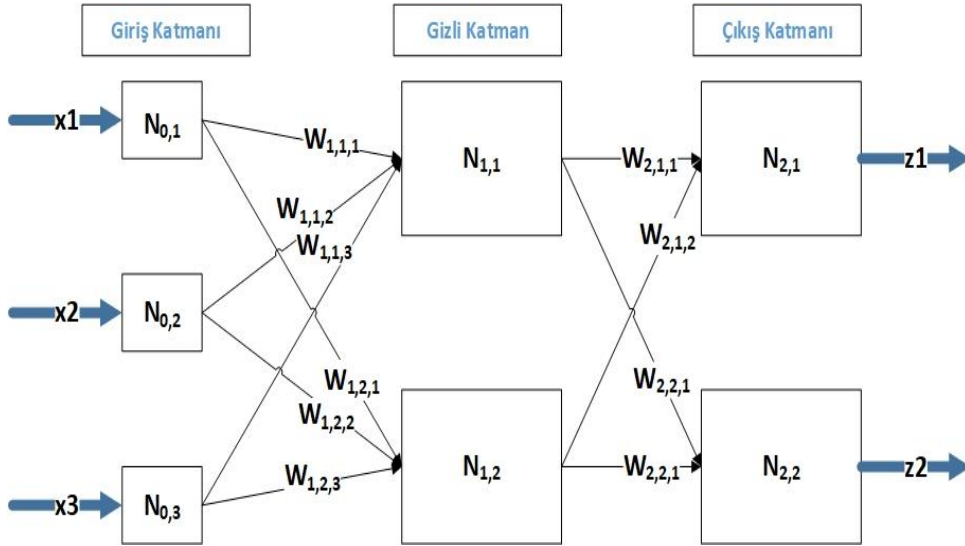 Giriş Katmanı
Gizli Katman
Çıkış Katmanı
x1
N0,1
W1,1,1
N1,1
W2,1,1
N2,1
z1
W1,1,2
W1,1,3
W2,1,2
x2
N0,2
W1,2,1
W2,2,1
W1,2,2
x3
N0,3
W1,2,3
N1,2
W2,2,1
N2,2
z2